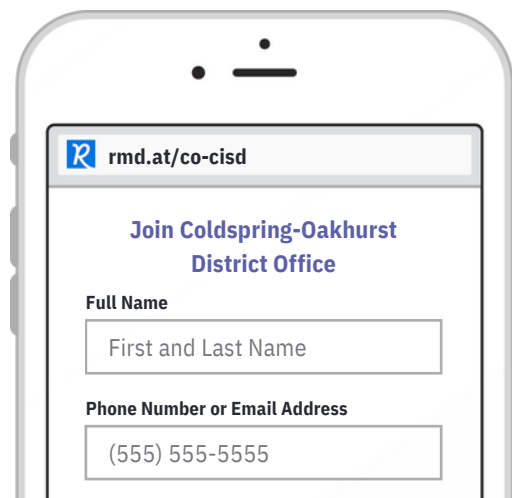 rmd.at/co-cisd
Join Coldspring-Oakhurst
District Office
Full Name
First and Last Name
Phone Number or Email Address
(555) 555-5555